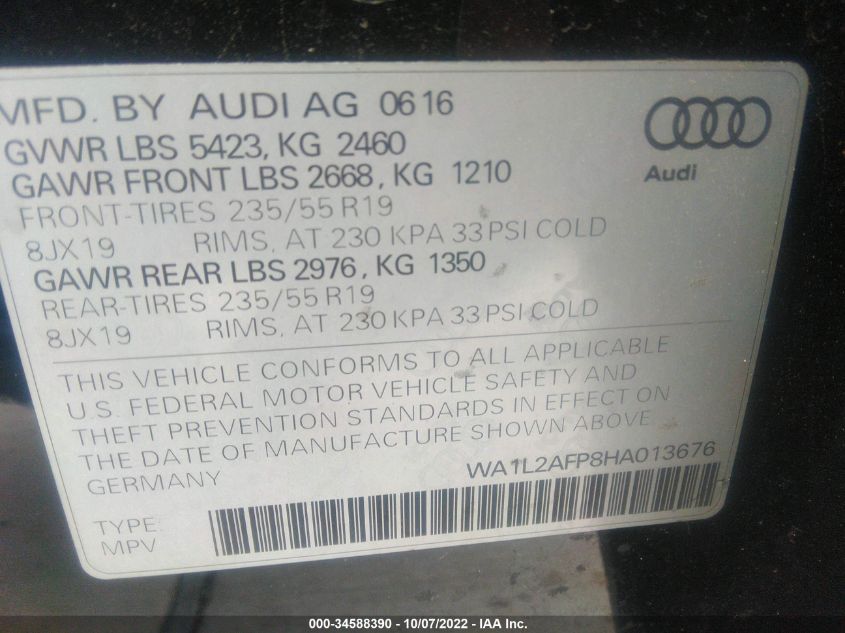 MFD. BY AUDI AG 0616
GVWR LBS 5423, KG 2460
GAWR FRONT LBS 2668, KG 1210
FRONT-TIRES 235/55 R19
8JX19 RIMS, AT 230 KPA 33 PSI COLD
GAWR REAR LBS 2976, KG 1350
REAR-TIRES 235/55 R19
8JX19 RIMS, AT 230 KPA 33 PSI COLD
Audi
THIS VEHICLE CONFORMS TO ALL APPLICABLE
U.S. FEDERAL MOTOR VEHICLE SAFETY AND
THEFT PREVENTION STANDARDS IN EFFECT ON
THE DATE OF MANUFACTURE SHOWN ABOVE
GERMANY WA1L2AFP8HA013676
TYPE:
MPV
000-34588390 - 10/07/2022 - IAA Inc.